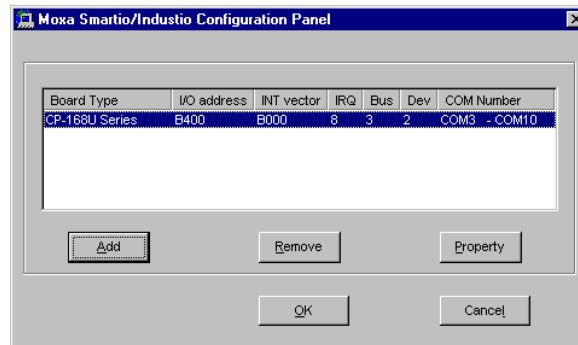 Moxa Smartio/Industio Configuration Panel
Board Type I/O address INT vector IRQ Bus Dev COM Number
CP-168U Series B400 B000 8 3 2 COM3 - COM10
Add Remove Property
OK Cancel